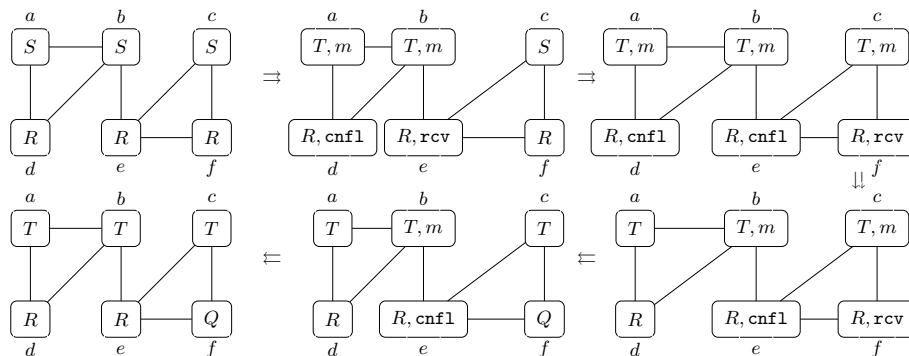 a b c a b c a b c
S S S T, m T, m S T, m T, m T, m
⇉ ⇉
R R R R, cnfl R, rcv R R, cnfl R, cnfl R, rcv
d e f d e f d e f
⇊
a b c a b c a b c
T T T T T, m T T T, m T, m
⇇ ⇇
R R Q R R, cnfl Q R R, cnfl R, rcv
d e f d e f d e f